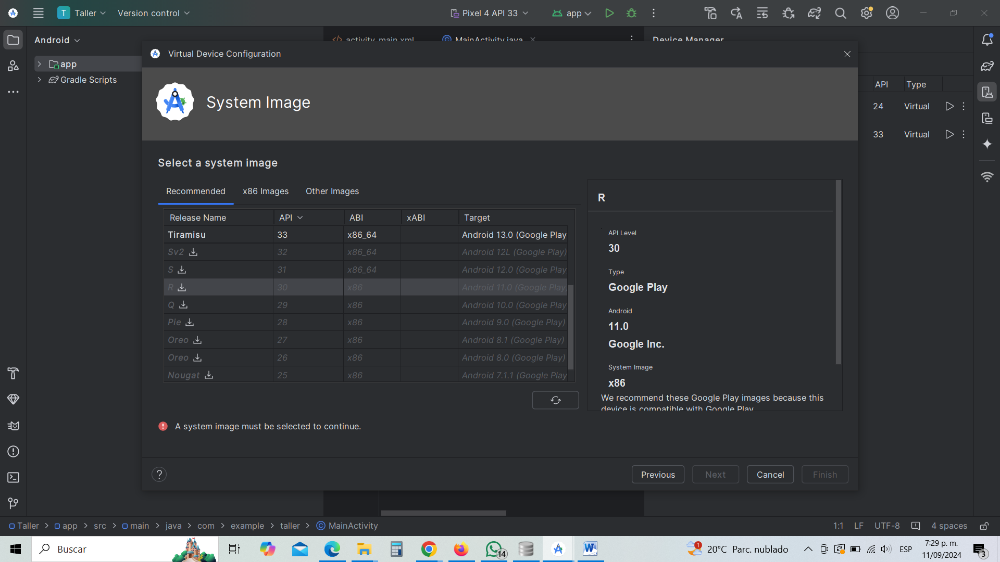 T Taller Version control Pixel 4 API 33 app
Android
activity_main.xml MainActivity.java Device Manager
Virtual Device Configuration
app
Gradle Scripts
API Type
24 Virtual
33 Virtual
System Image
Select a system image
Recommended x86 Images Other Images
Release Name API ABI xABI Target
Tiramisu 33 x86_64 Android 13.0 (Google Play
Sv2 32 x86_64 Android 12L (Google Play)
S 31 x86_64 Android 12.0 (Google Play
R 30 x86 Android 11.0 (Google Play
Q 29 x86 Android 10.0 (Google Play
Pie 28 x86 Android 9.0 (Google Play)
Oreo 27 x86 Android 8.1 (Google Play)
Oreo 26 x86 Android 8.0 (Google Play)
Nougat 25 x86 Android 7.1.1 (Google Play
R
API Level
30
Type
Google Play
Android
11.0
Google Inc.
System Image
x86
We recommend these Google Play images because this
device is compatible with Google Play
A system image must be selected to continue.
? Previous Next Cancel Finish
Taller > app > src > main > java > com > example > taller > MainActivity
1:1 LF UTF-8 4 spaces
Buscar
14
1 20°C Parc. nublado ESP
7:29 p. m.
11/09/2024
3